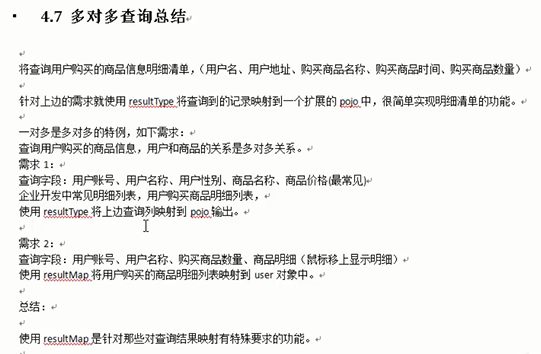 4.7 多对多查询总结
将查询用户购买的商品信息明细清单，（用户名、用户地址、购买商品名称、购买商品时间、购买商品数量）
针对上边的需求就使用 resultType 将查询到的记录映射到一个扩展的 pojo 中，很简单实现明细清单的功能。
一对多是多对多的特例，如下需求：
查询用户购买的商品信息，用户和商品的关系是多对多关系。
需求 1：
查询字段：用户账号、用户名称、用户性别、商品名称、商品价格(最常见)
企业开发中常见明细列表，用户购买商品明细列表，
使用 resultType 将上边查询列映射到 pojo 输出。
需求 2：
查询字段：用户账号、用户名称、购买商品数量、商品明细（鼠标移上显示明细）
使用 resultMap 将用户购买的商品明细列表映射到 user 对象中。
总结：
使用 resultMap 是针对那些对查询结果映射有特殊要求的功能。